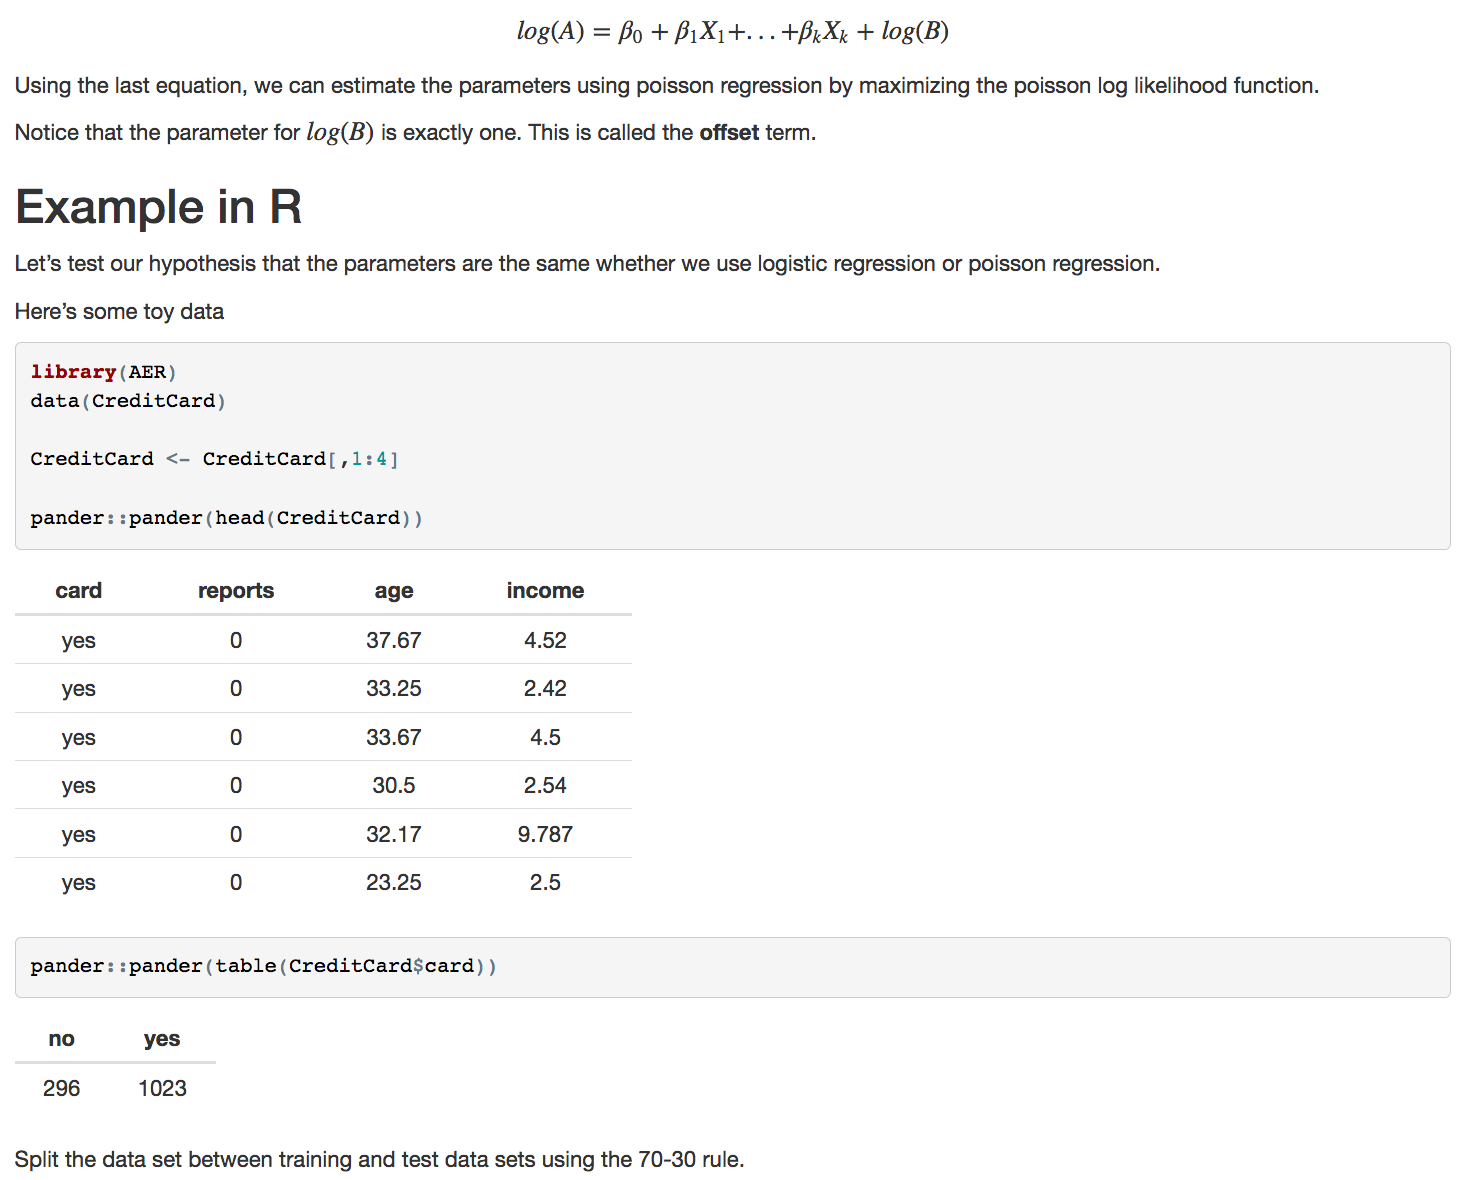 log(A) = β0 + β1X1+...+βkXk + log(B)
Using the last equation, we can estimate the parameters using poisson regression by maximizing the poisson log likelihood function.
Notice that the parameter for log(B) is exactly one. This is called the offset term.
Example in R
Let's test our hypothesis that the parameters are the same whether we use logistic regression or poisson regression.
Here's some toy data
library(AER)
data(CreditCard)
CreditCard <- CreditCard[,1:4]
pander::pander(head(CreditCard))
card reports age income
yes 0 37.67 4.52
yes 0 33.25 2.42
yes 0 33.67 4.5
yes 0 30.5 2.54
yes 0 32.17 9.787
yes 0 23.25 2.5
pander::pander(table(CreditCard$card))
no yes
296 1023
Split the data set between training and test data sets using the 70-30 rule.